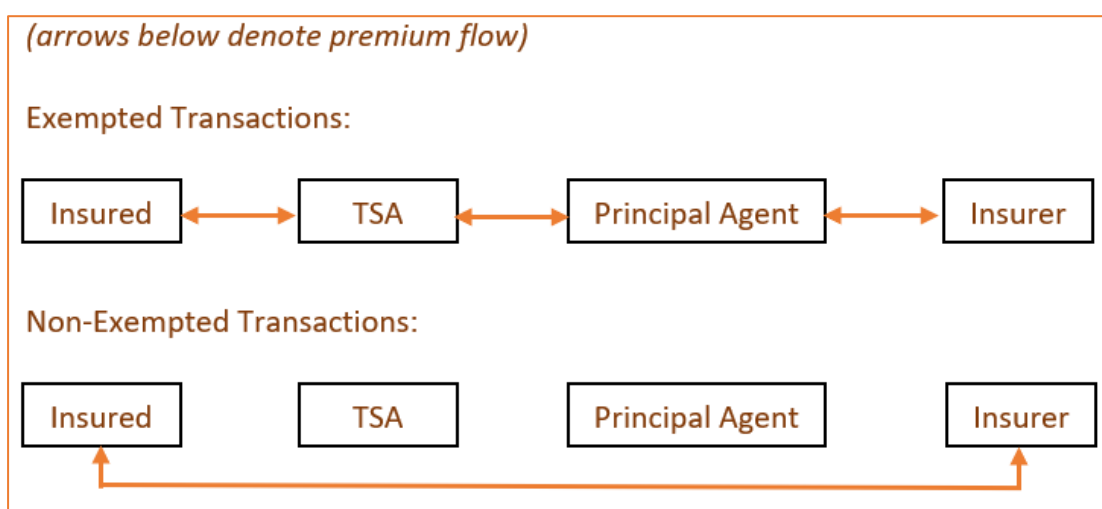 (arrows below denote premium flow)
Exempted Transactions:
Insured TSA Principal Agent Insurer
Non-Exempted Transactions:
Insured TSA Principal Agent Insurer